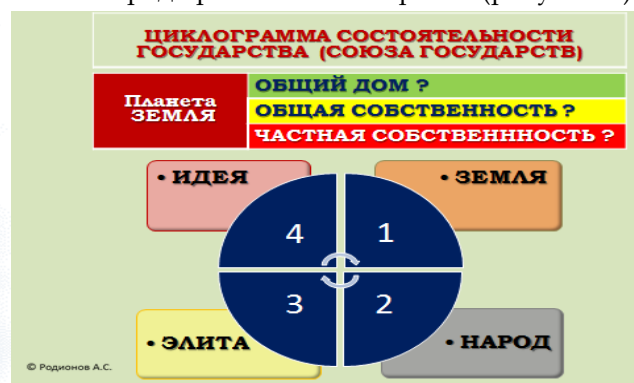 ЦИКЛОГРАММА СОСТОЯТЕЛЬНОСТИ
ГОСУДАРСТВА (СОЮЗА ГОСУДАРСТВ)
Планета
ЗЕМЛЯ
ОБЩИЙ ДОМ ?
ОБЩАЯ СОБСТВЕННОСТЬ ?
ЧАСТНАЯ СОБСТВЕНННОСТЬ ?
• ИДЕЯ
• ЗЕМЛЯ
4
1
3
2
• ЭЛИТА
• НАРОД
© Родионов А.С.